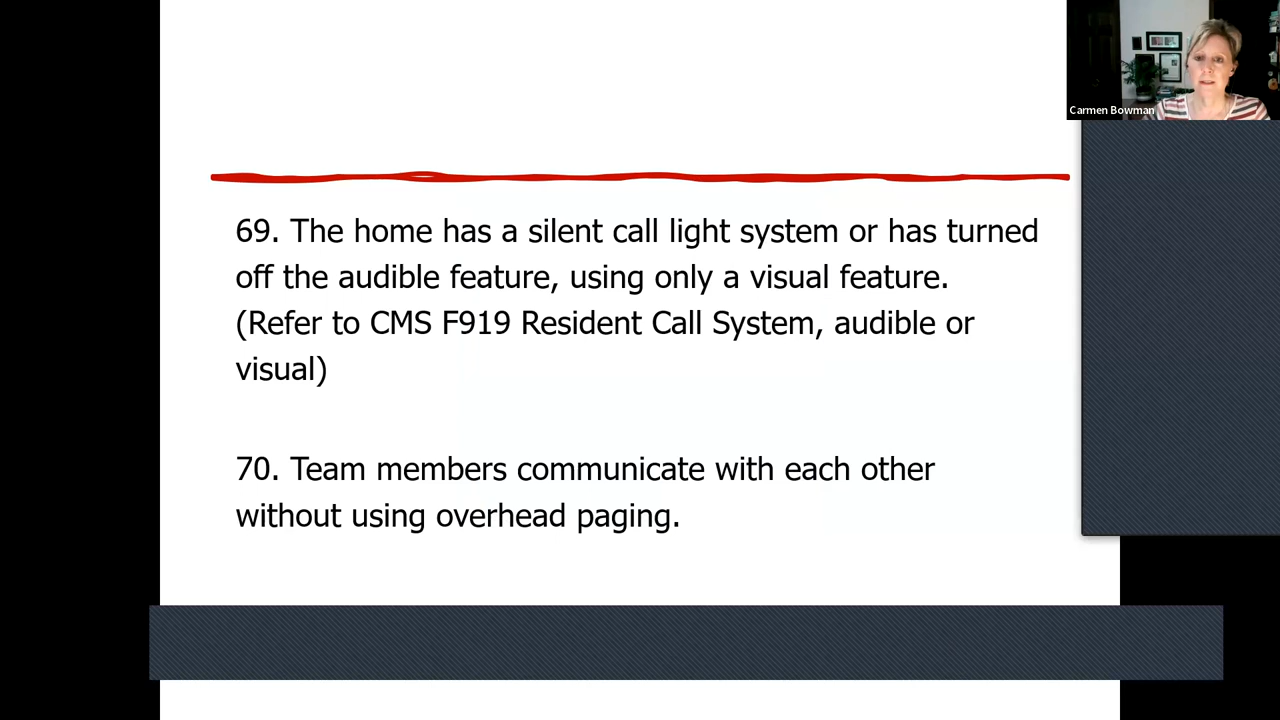 Carmen Bowman
69. The home has a silent call light system or has turned
off the audible feature, using only a visual feature.
(Refer to CMS F919 Resident Call System, audible or
visual)
70. Team members communicate with each other
without using overhead paging.